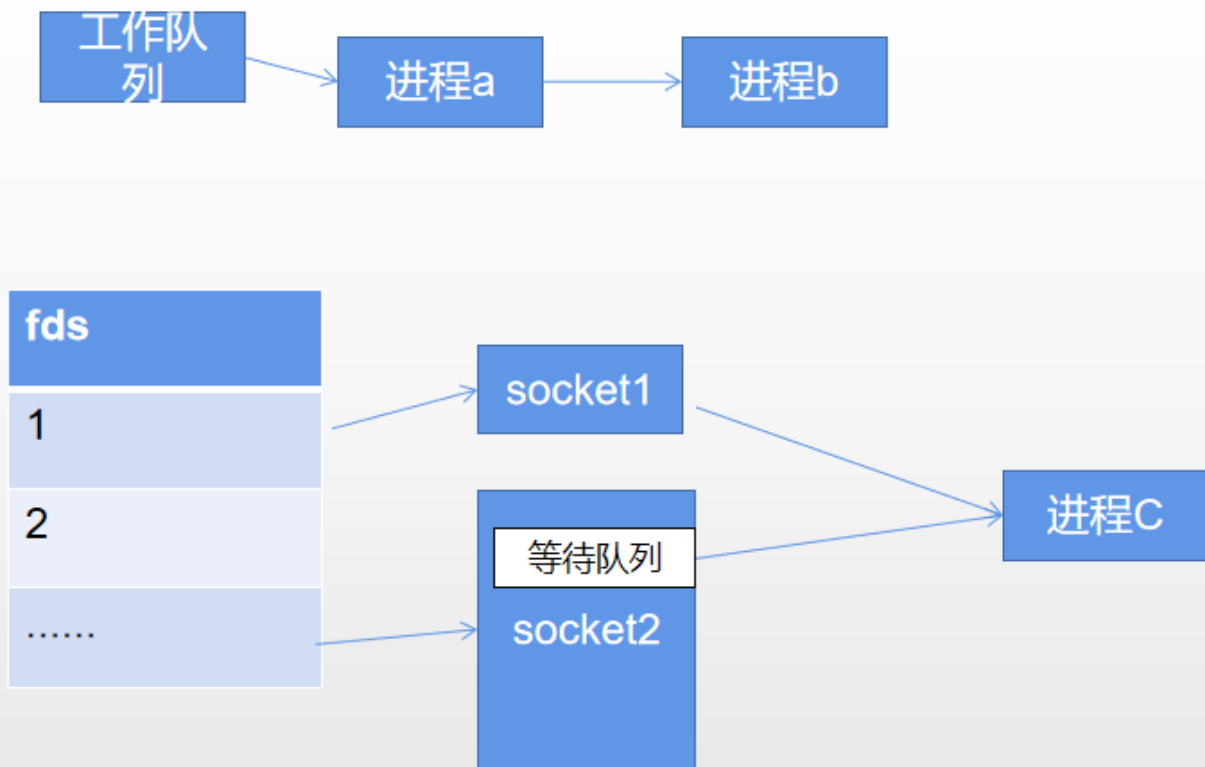 工作队
列
进程a
进程b
fds
1
2
......
socket1
等待队列
socket2
进程C